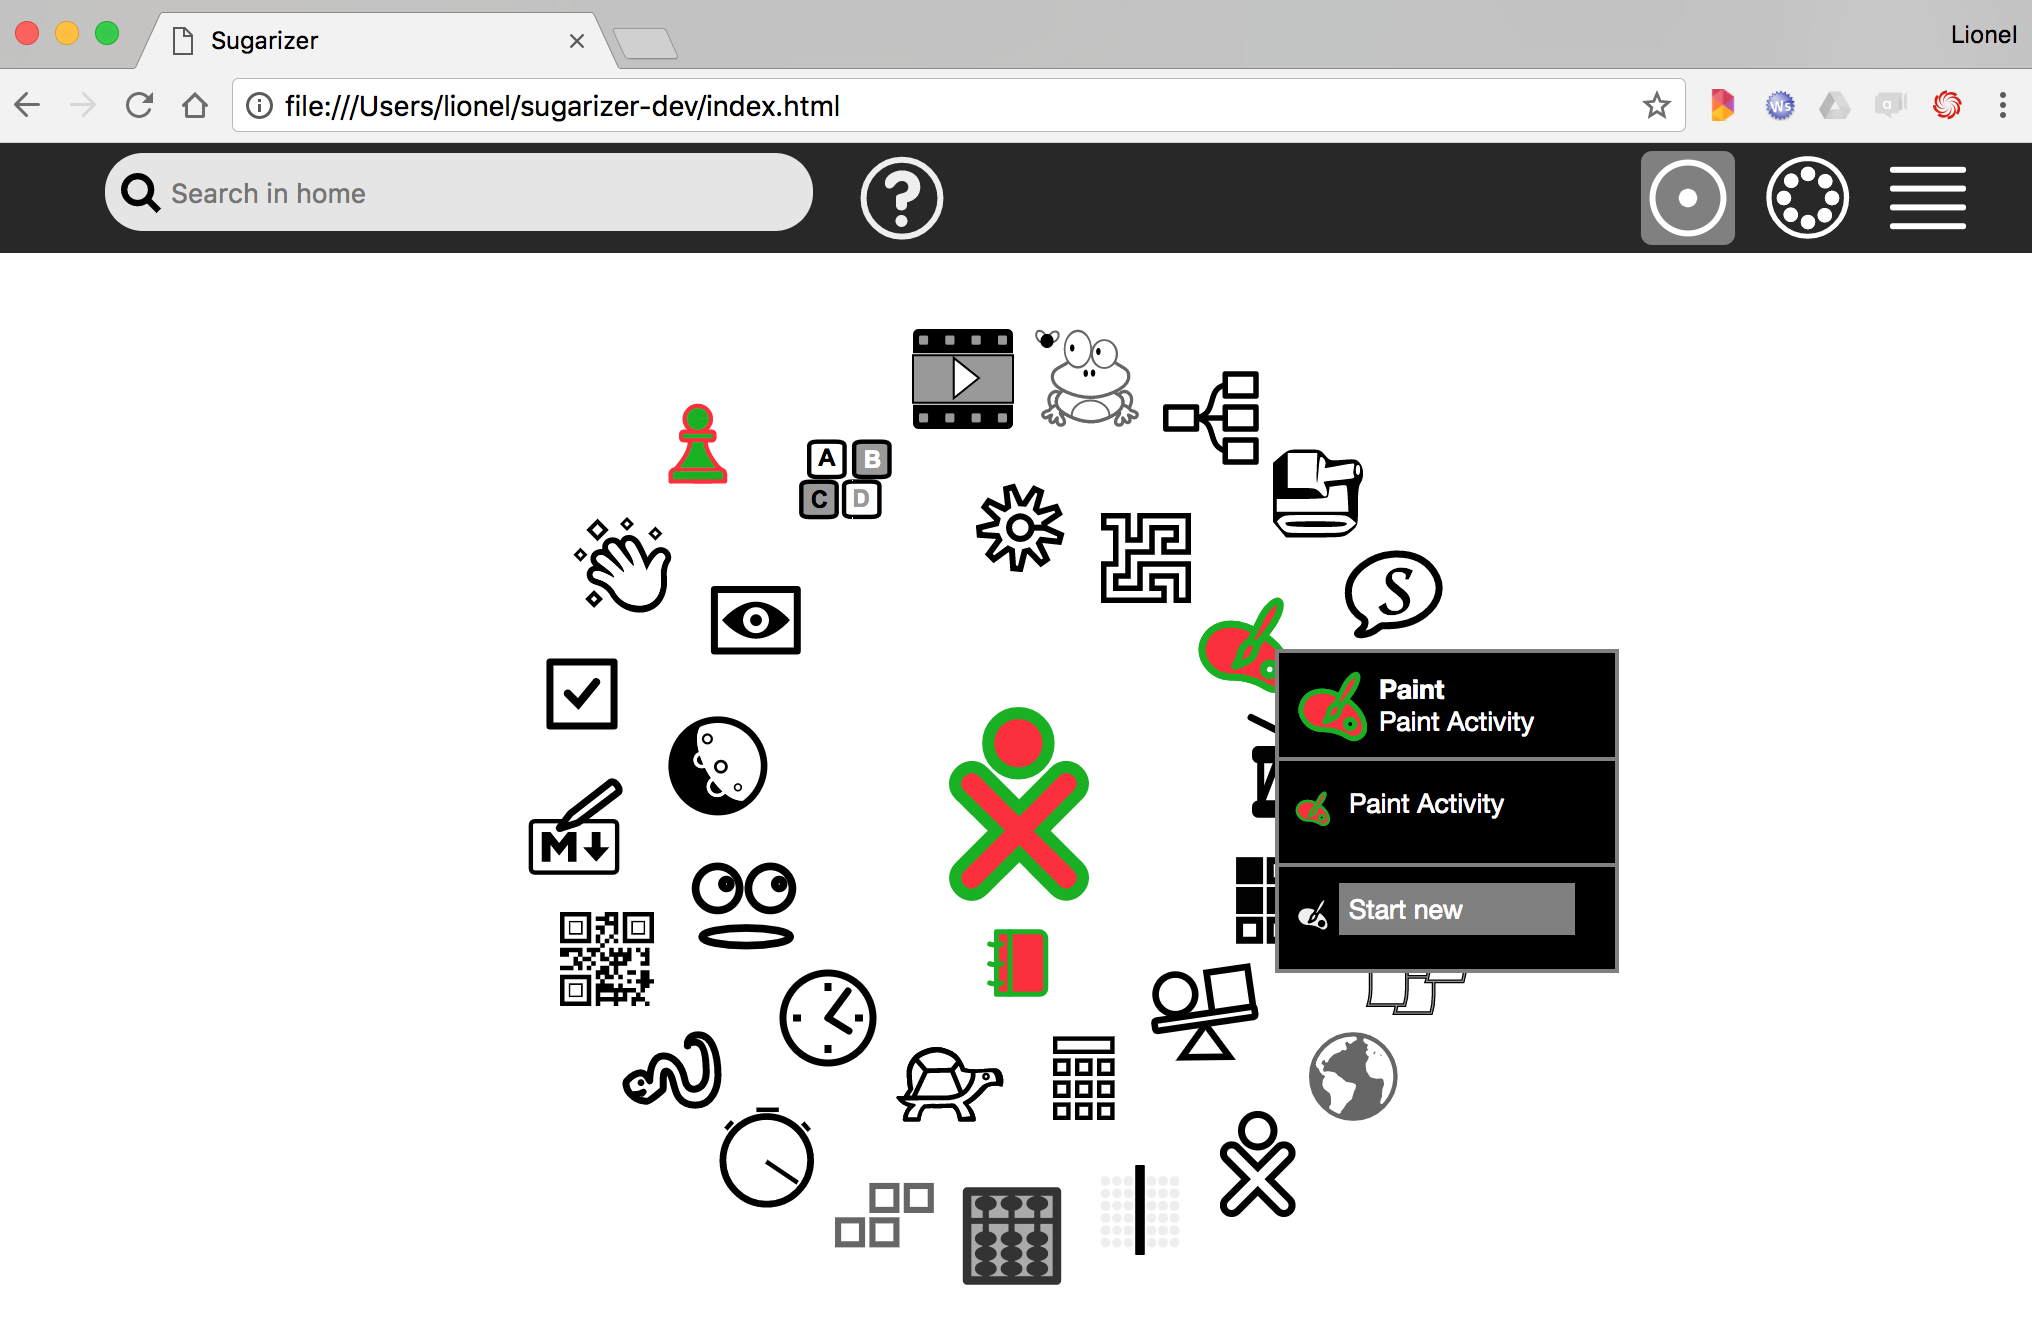 Sugarizer
Lionel
file:///Users/lionel/sugarizer-dev/index.html
Ws
a
Search in home
?
A B
C D
S
Paint
Paint Activity
Paint Activity
M
Start new